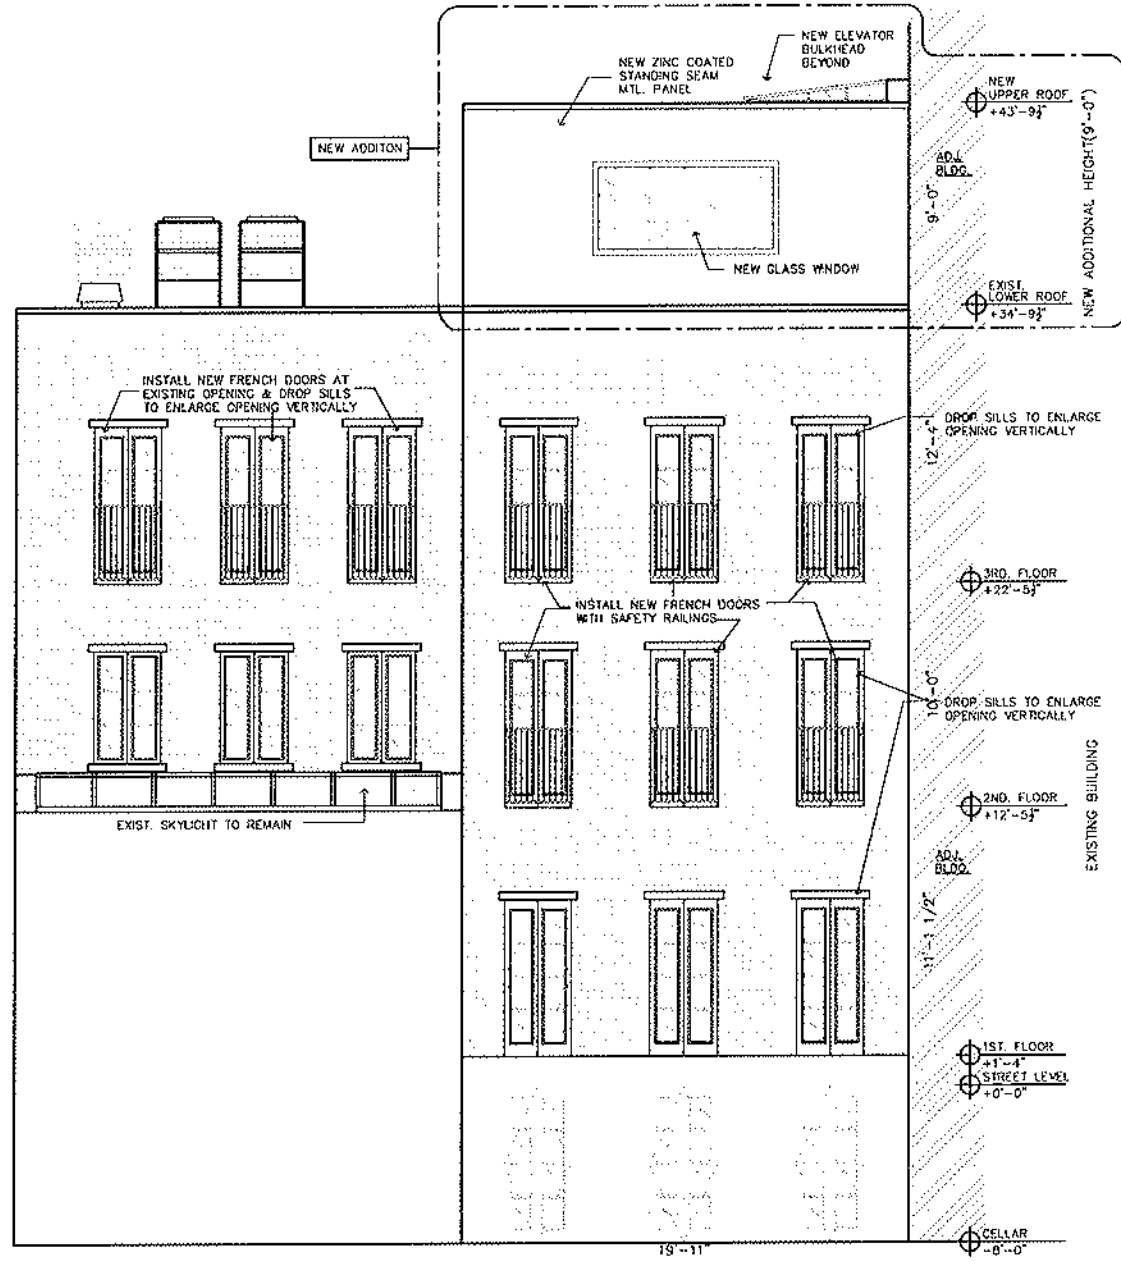 NEW ELEVATOR
BULKHEAD
BEYOND
NEW ZINC COATED
STANDING SEAM
MTL. PANEL
NEW
UPPER ROOF
+43'-9½"
NEW ADDITON
ADJ.
BLDG.
9'-0"
NEW ADDITIONAL HEIGHT(9'-0")
NEW GLASS WINDOW
EXIST.
LOWER ROOF
+34'-9½"
INSTALL NEW FRENCH DOORS AT
EXISTING OPENING & DROP SILLS
TO ENLARGE OPENING VERTICALLY
DROP SILLS TO ENLARGE
OPENING VERTICALLY
12'-4"
3RD. FLOOR
+22'-5½"
INSTALL NEW FRENCH DOORS
WITH SAFETY RAILINGS
10'-0"
DROP SILLS TO ENLARGE
OPENING VERTICALLY
EXISTING BUILDING
2ND. FLOOR
+12'-5½"
EXIST. SKYLIGHT TO REMAIN
ADJ.
BLDG.
11'-1 1/2"
1ST. FLOOR
+1'-4"
STREET LEVEL
+0'-0"
CELLAR
-8'-0"
19'-11"